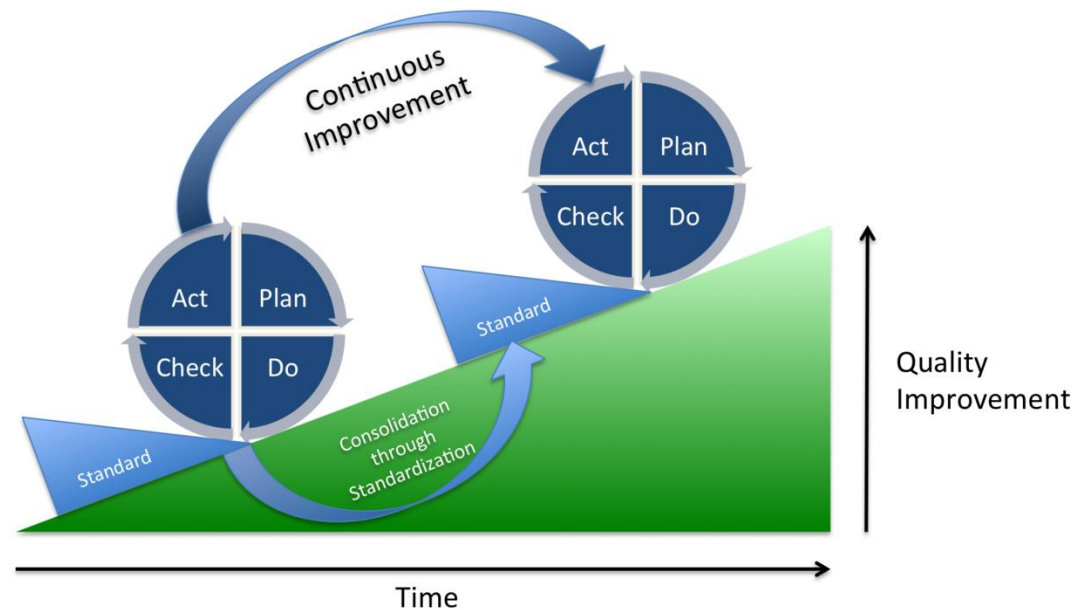 Continuous
Improvement
Act
Plan
Check
Do
Standard
Act
Plan
Check
Do
Standard
Consolidation
through
Standardization
Quality
Improvement
Time